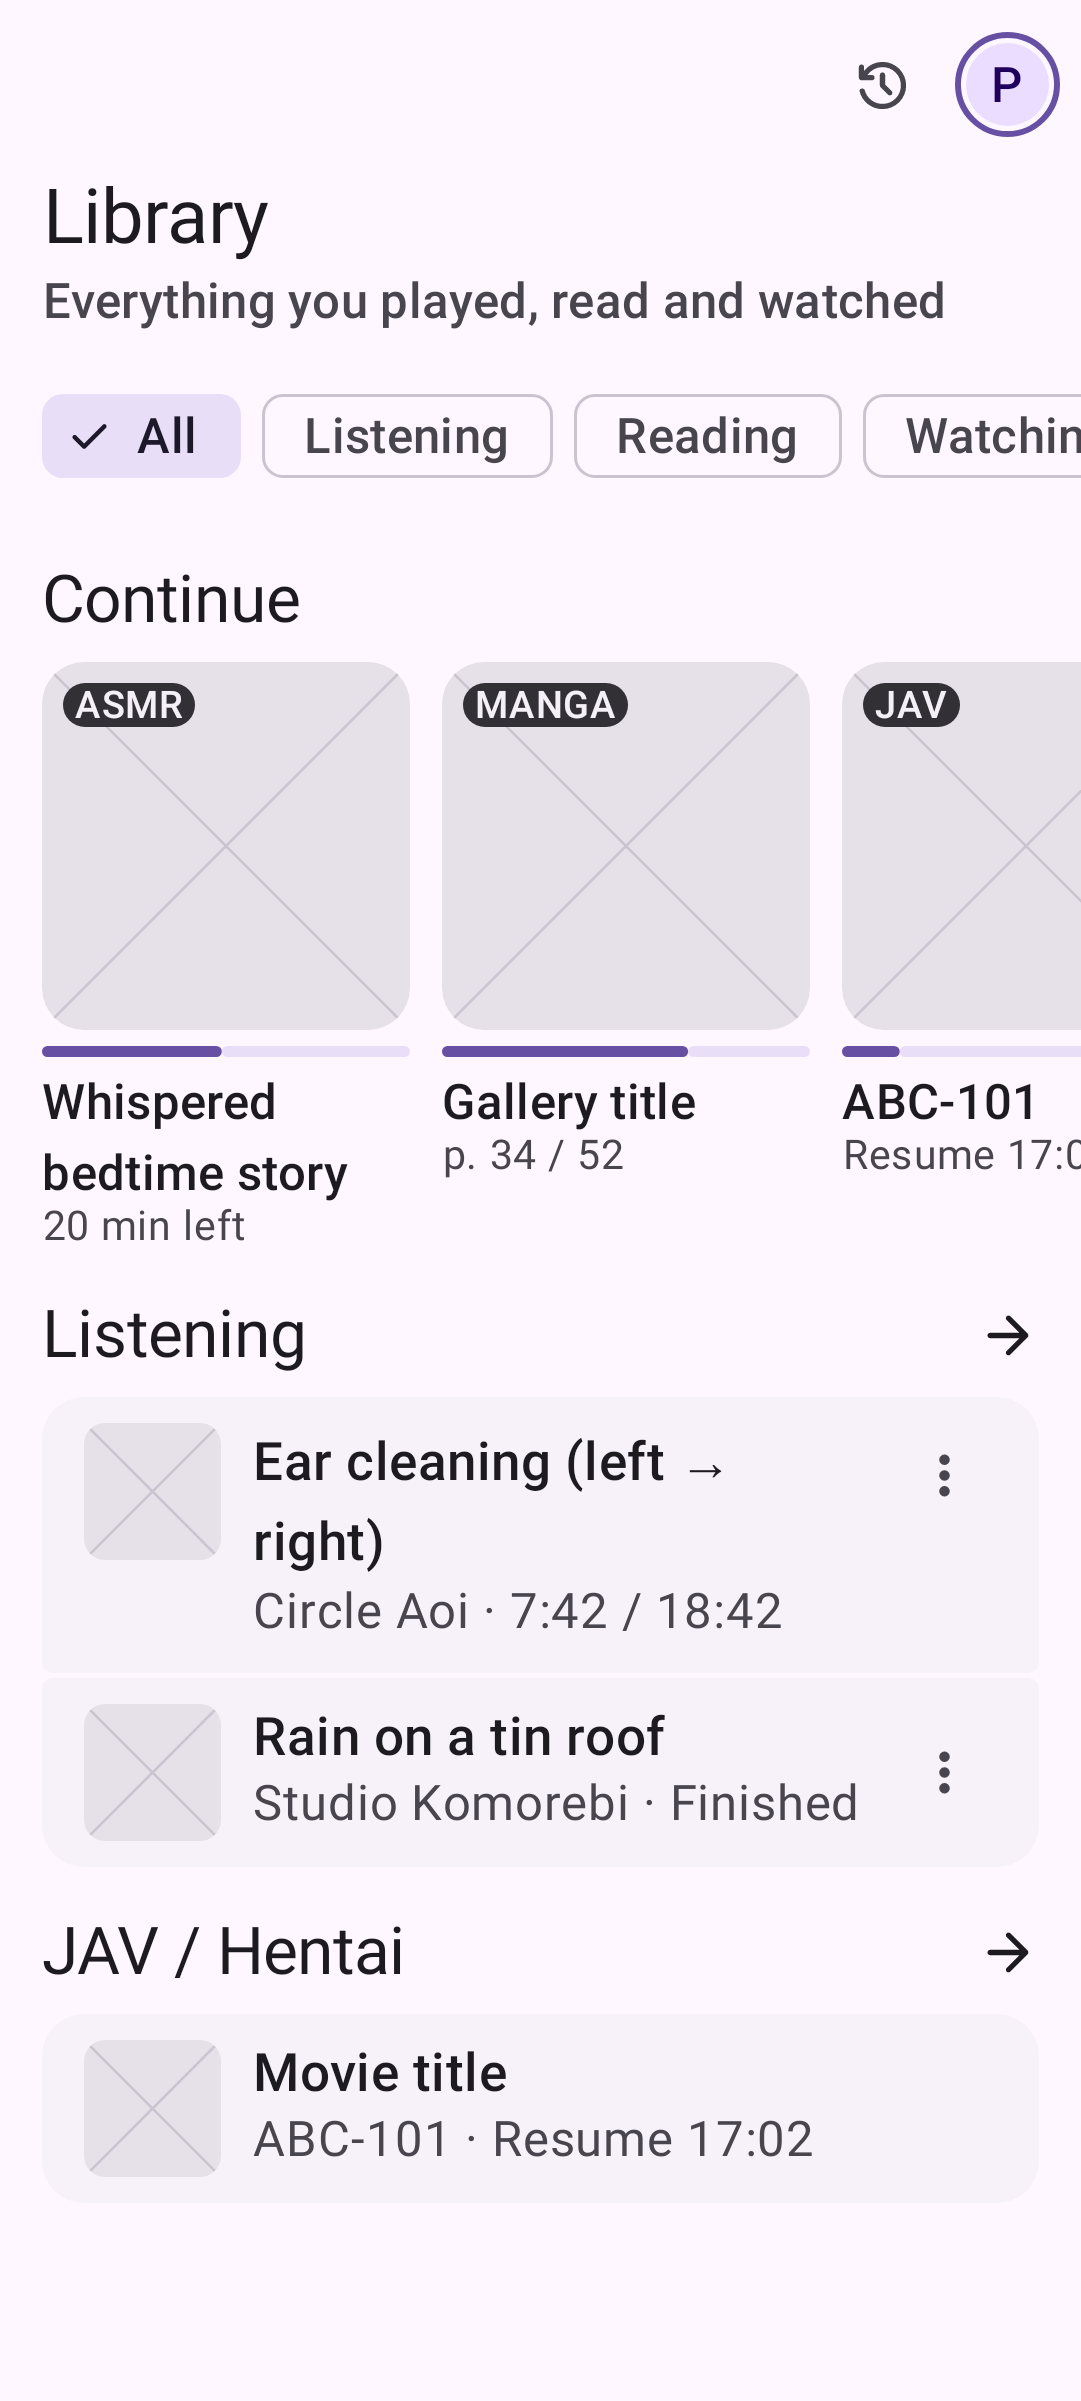 P
Library
Everything you played, read and watched
All
Listening
Reading
Watchin
Continue
ASMR
MANGA
JAV
Whispered
bedtime story
20 min left
Gallery title
p. 34 / 52
ABC-101
Resume 17:0
Listening
Ear cleaning (left →
right)
Circle Aoi · 7:42 / 18:42
Rain on a tin roof
Studio Komorebi · Finished
JAV / Hentai
Movie title
ABC-101 · Resume 17:02